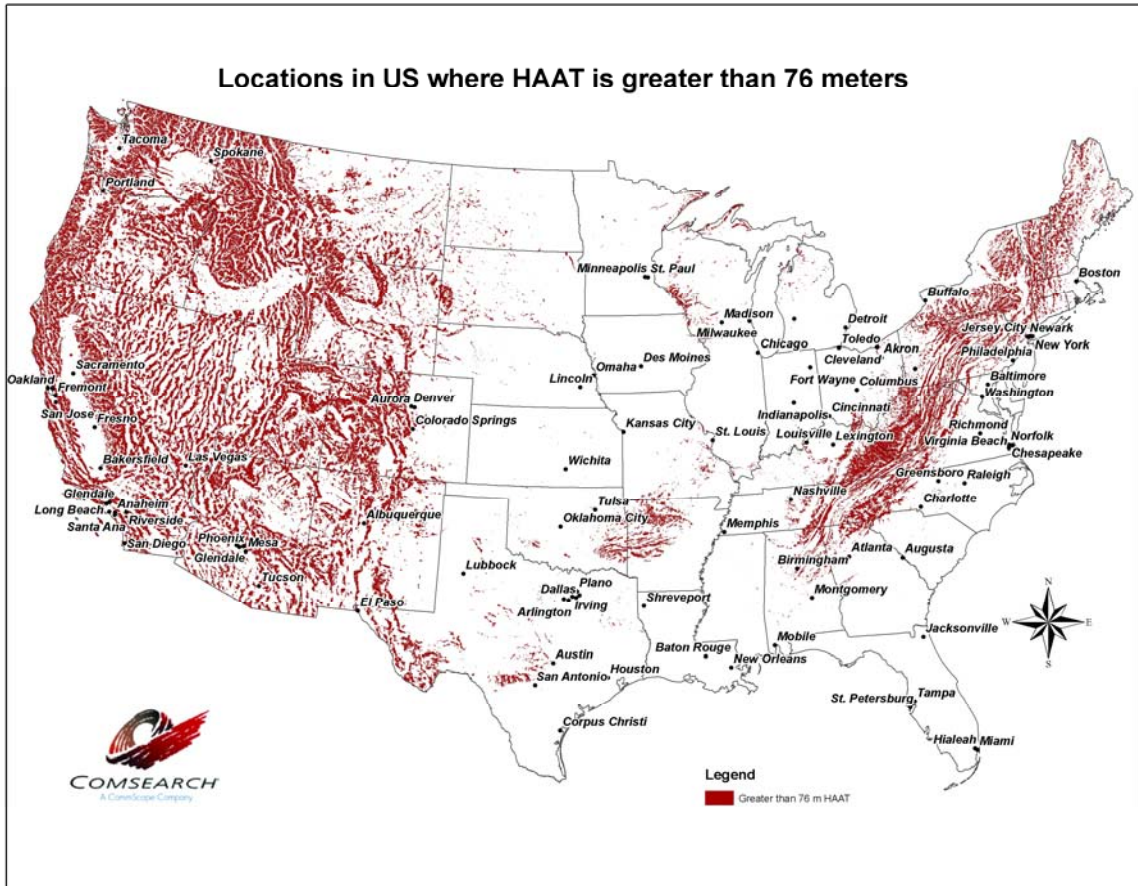 Locations in US where HAAT is greater than 76 meters
Tacoma
Spokane
Portland
Minneapolis St. Paul
Boston
Buffalo
Madison
Milwaukee
Detroit
Jersey City Newark
New York
Chicago
Toledo
Akron
Cleveland
Philadelphia
Sacramento
Des Moines
Omaha
Lincoln
Baltimore
Washington
Oakland
Fremont
Aurora Denver
Fort Wayne
Columbus
San Jose
Fresno
Colorado Springs
Kansas City
St. Louis
Indianapolis
Cincinnati
Louisville
Lexington
Richmond
Norfolk
Virginia Beach
Chesapeake
Bakersfield
Las Vegas
Wichita
Greensboro
Raleigh
Nashville
Glendale
Anaheim
Long Beach
Riverside
Santa Ana
Albuquerque
Tulsa
Oklahoma City
Charlotte
Memphis
San Diego
Phoenix
Mesa
Glendale
Tucson
Lubbock
Atlanta
Augusta
Birmingham
Plano
Dallas
Irving
Arlington
El Paso
Shreveport
Montgomery
N
W
E
S
Jacksonville
Mobile
Baton Rouge
New Orleans
Austin
Houston
San Antonio
Tampa
St. Petersburg
Corpus Christi
Hialeah
Miami
COMSEARCH
A CommScope Company
Legend
Greater than 76 m HAAT